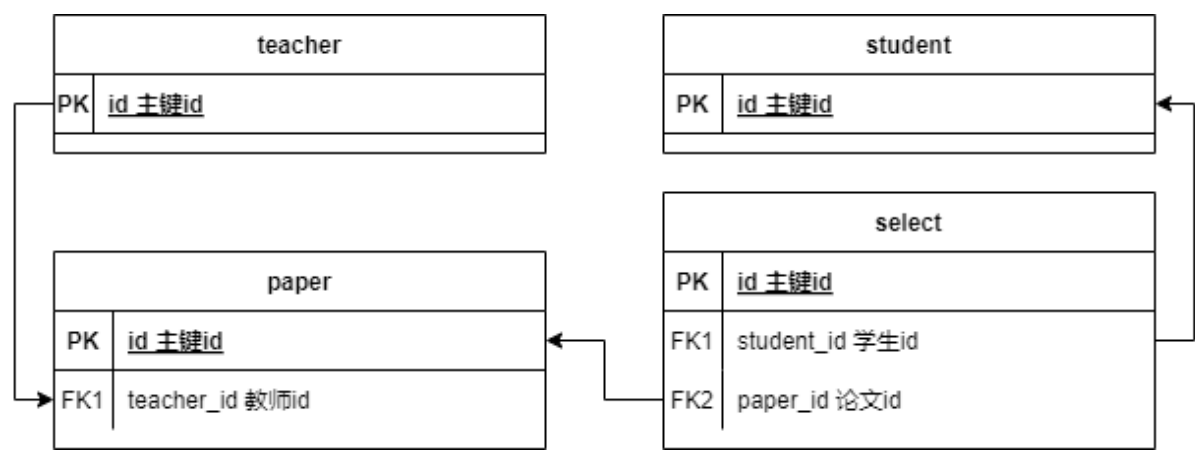 teacher
PK id 主键id
student
PK id 主键id
paper
PK id 主键id
FK1 teacher_id 教师id
select
PK id 主键id
FK1 student_id 学生id
FK2 paper_id 论文id